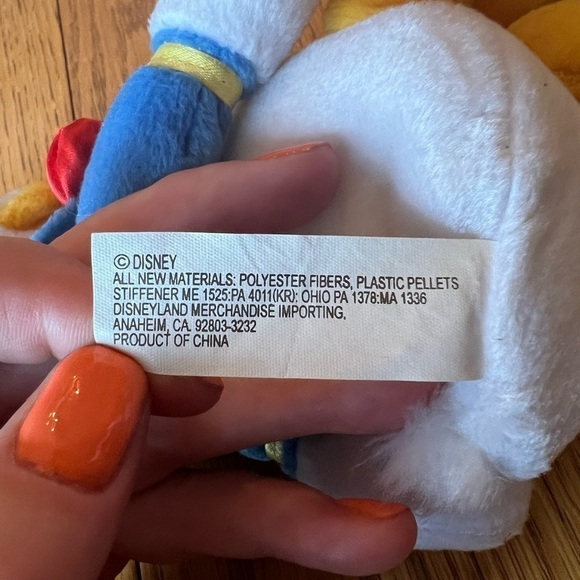 © DISNEY
ALL NEW MATERIALS: POLYESTER FIBERS, PLASTIC PELLETS
STIFFENER ME 1525:PA 4011(KR): OHIO PA 1378:MA 1336
DISNEYLAND MERCHANDISE IMPORTING,
ANAHEIM, CA. 92803-3232
PRODUCT OF CHINA